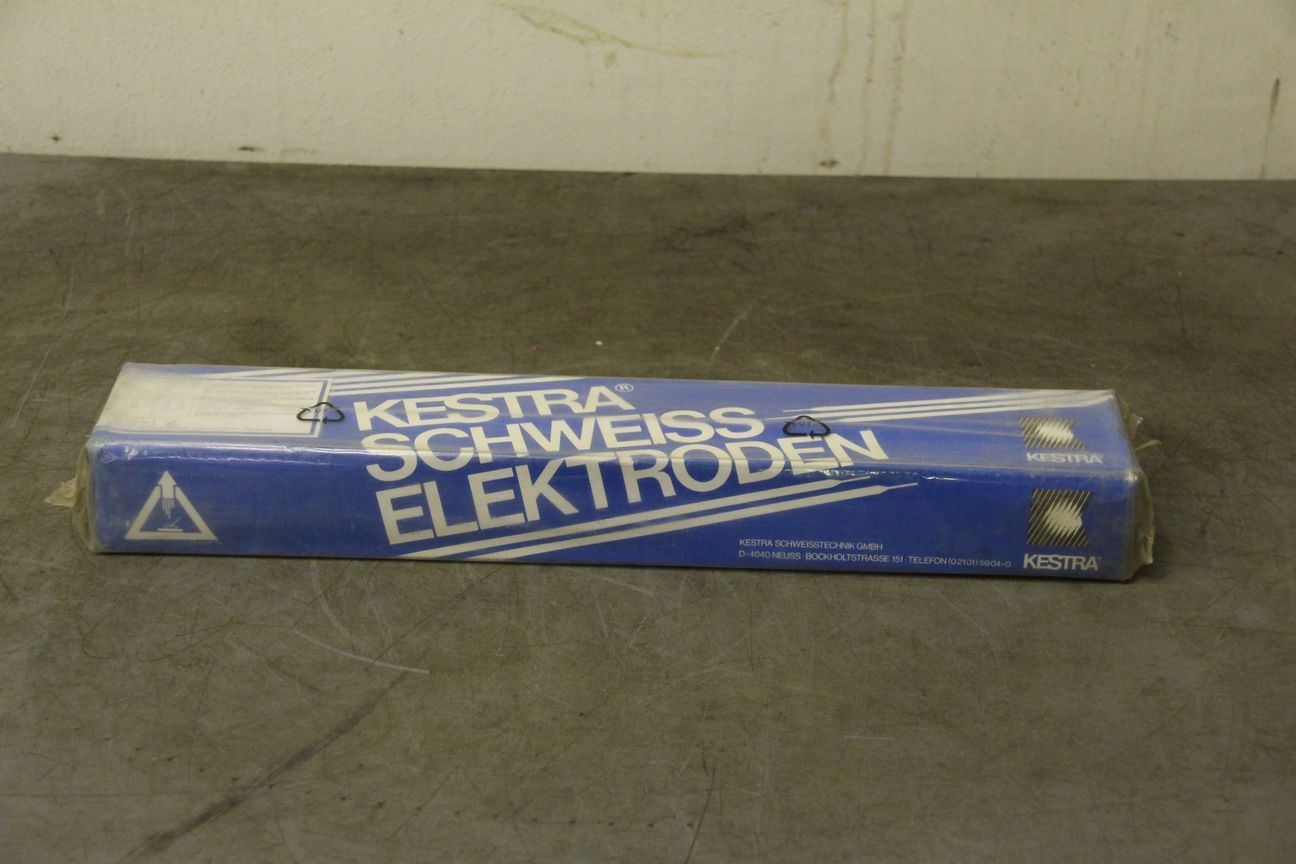 KESTRA®
SCHWEISS
ELEKTRODEN
KESTRA
KESTRA SCHWEISSTECHNIK GMBH
D-4040 NEUSS · BOCKHOLTSTRASSE 151 · TELEFON (02101) 5904-0
KESTRA